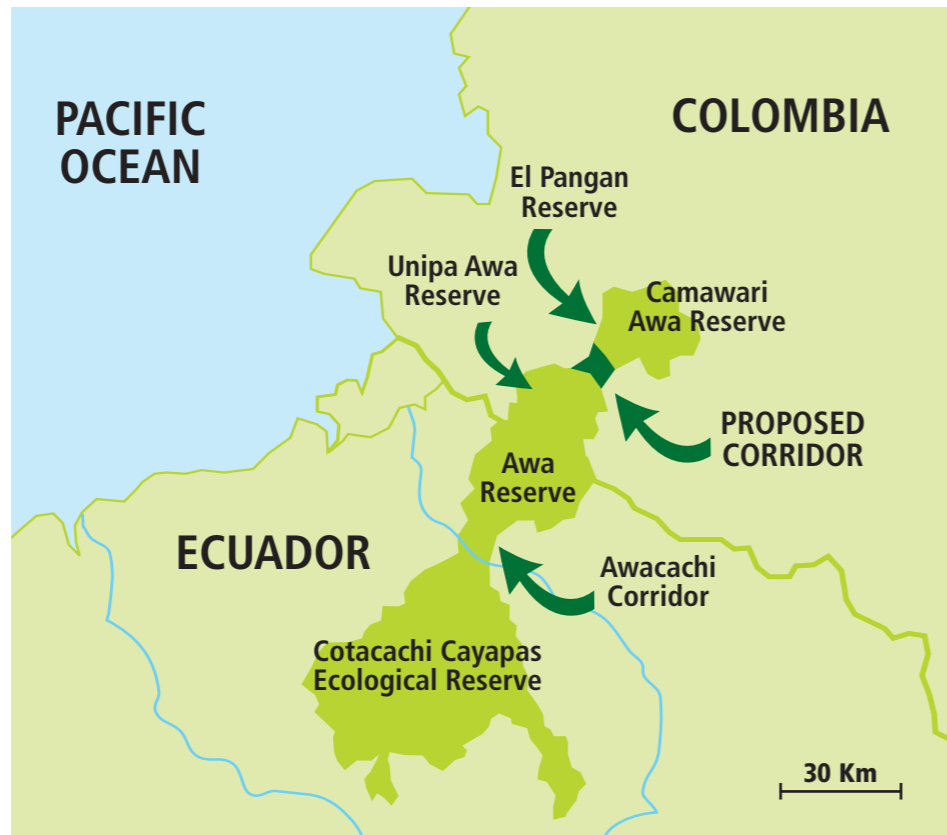 PACIFIC
OCEAN
COLOMBIA
El Pangan
Reserve
Unipa Awa
Reserve
Camawari
Awa Reserve
PROPOSED
CORRIDOR
Awa
Reserve
ECUADOR
Awacachi
Corridor
Cotacachi Cayapas
Ecological Reserve
30 Km